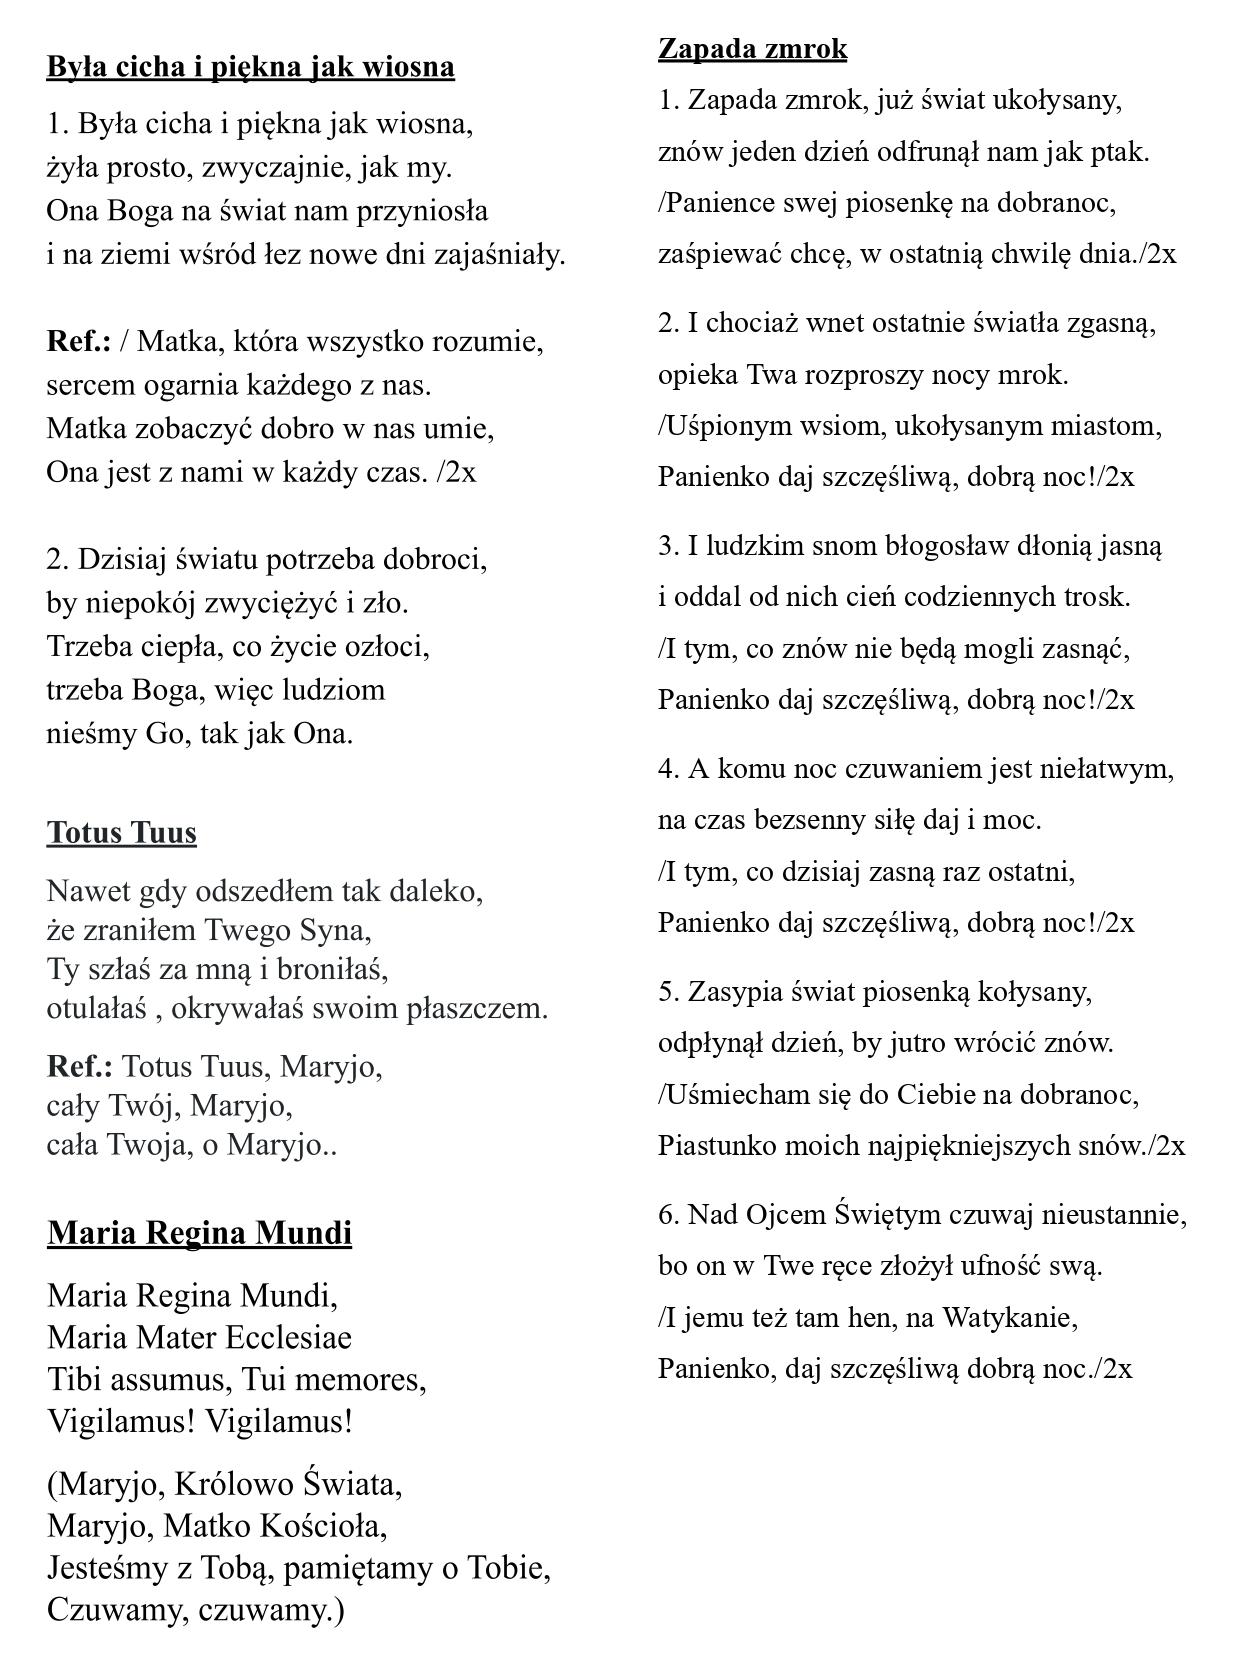 Była cicha i piękna jak wiosna
1. Była cicha i piękna jak wiosna,
żyła prosto, zwyczajnie, jak my.
Ona Boga na świat nam przyniosła
i na ziemi wśród łez nowe dni zajaśniały.
Ref.: / Matka, która wszystko rozumie,
sercem ogarnia każdego z nas.
Matka zobaczyć dobro w nas umie,
Ona jest z nami w każdy czas. /2x
2. Dzisiaj światu potrzeba dobroci,
by niepokój zwyciężyć i zło.
Trzeba ciepła, co życie ozłoci,
trzeba Boga, więc ludziom
nieśmy Go, tak jak Ona.
Totus Tuus
Nawet gdy odszedłem tak daleko,
że zraniłem Twego Syna,
Ty szłaś za mną i broniłaś,
otulałaś , okrywałaś swoim płaszczem.
Ref.: Totus Tuus, Maryjo,
cały Twój, Maryjo,
cała Twoja, o Maryjo..
Maria Regina Mundi
Maria Regina Mundi,
Maria Mater Ecclesiae
Tibi assumus, Tui memores,
Vigilamus! Vigilamus!
(Maryjo, Królowo Świata,
Maryjo, Matko Kościoła,
Jesteśmy z Tobą, pamiętamy o Tobie,
Czuwamy, czuwamy.)
Zapada zmrok
1. Zapada zmrok, już świat ukołysany,
znów jeden dzień odfrunął nam jak ptak.
/Panience swej piosenkę na dobranoc,
zaśpiewać chcę, w ostatnią chwilę dnia./2x
2. I chociaż wnet ostatnie światła zgasną,
opieka Twa rozproszy nocy mrok.
/Uśpionym wsiom, ukołysanym miastom,
Panienko daj szczęśliwą, dobrą noc!/2x
3. I ludzkim snom błogosław dłonią jasną
i oddal od nich cień codziennych trosk.
/I tym, co znów nie będą mogli zasnąć,
Panienko daj szczęśliwą, dobrą noc!/2x
4. A komu noc czuwaniem jest niełatwym,
na czas bezsenny siłę daj i moc.
/I tym, co dzisiaj zasną raz ostatni,
Panienko daj szczęśliwą, dobrą noc!/2x
5. Zasypia świat piosenką kołysany,
odpłynął dzień, by jutro wrócić znów.
/Uśmiecham się do Ciebie na dobranoc,
Piastunko moich najpiękniejszych snów./2x
6. Nad Ojcem Świętym czuwaj nieustannie,
bo on w Twe ręce złożył ufność swą.
/I jemu też tam hen, na Watykanie,
Panienko, daj szczęśliwą dobrą noc./2x